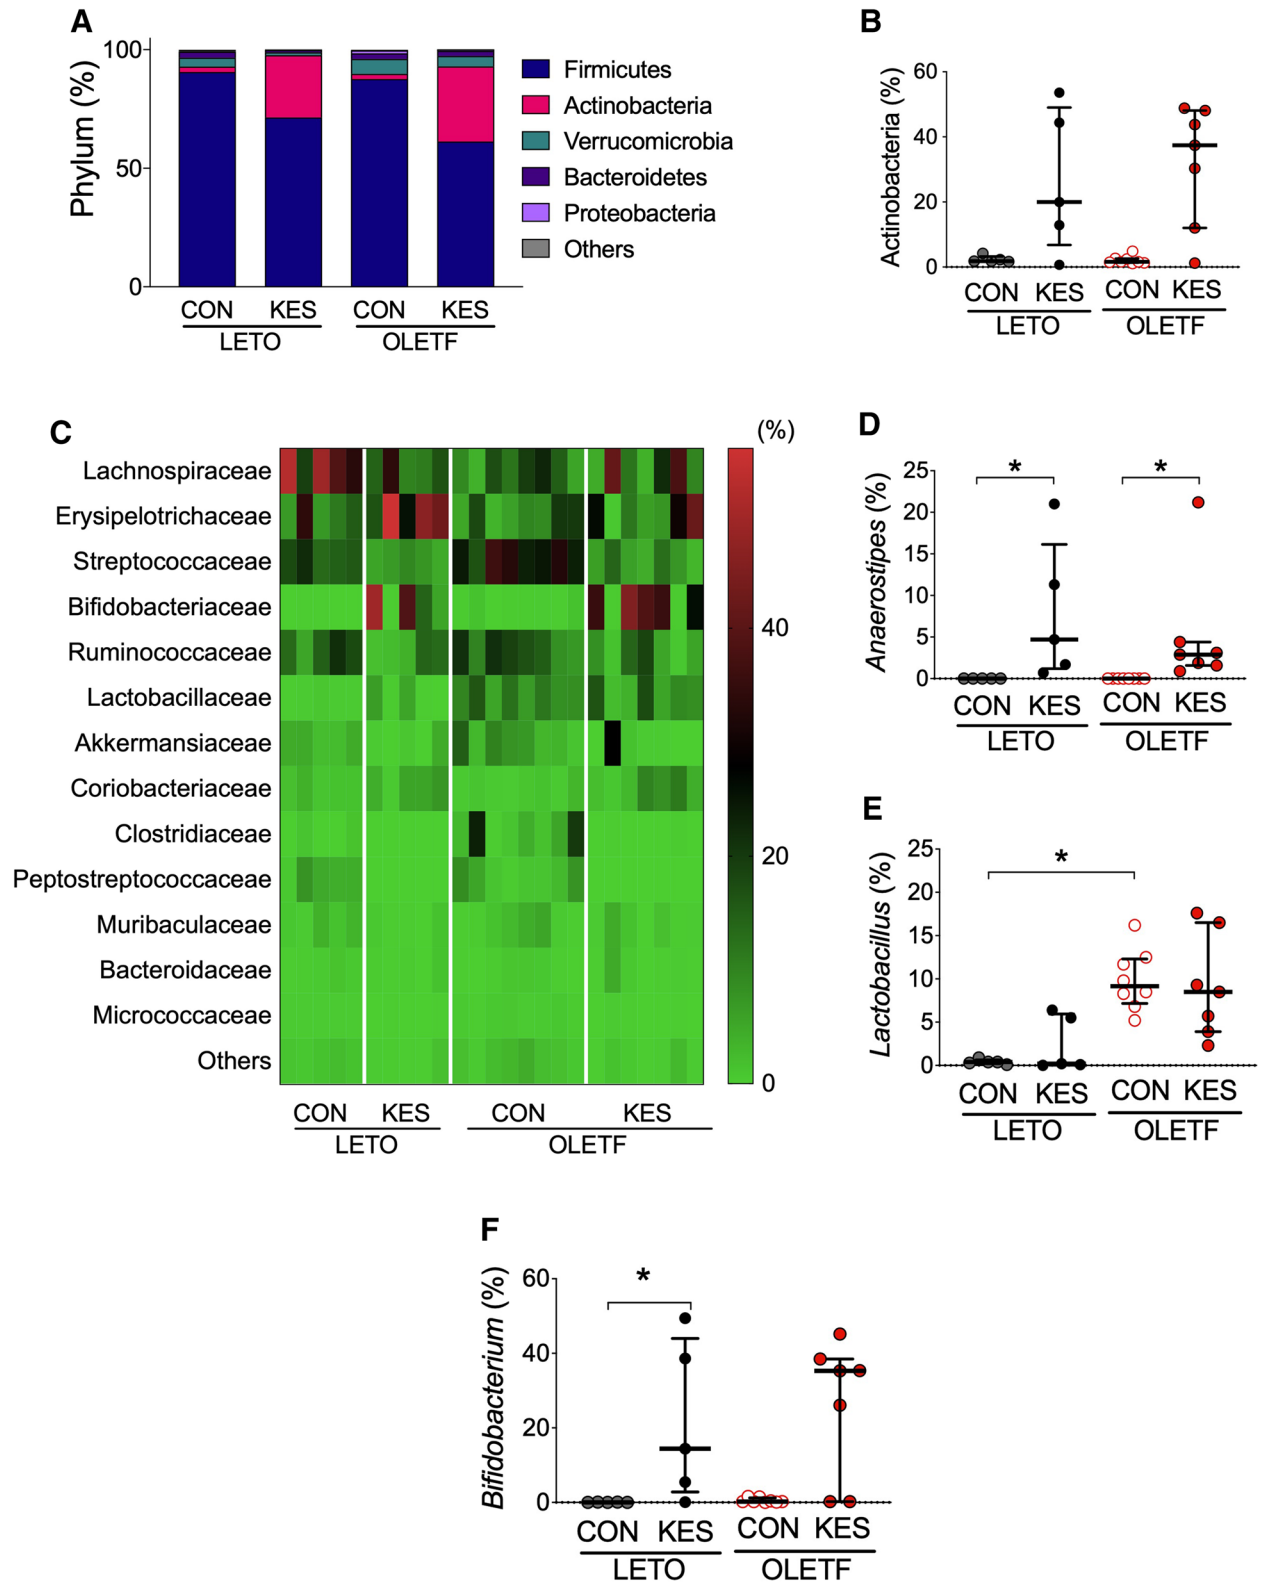 A
Phylum (%)
100
50
0
CON KES CON KES
LETO OLETF
Firmicutes
Actinobacteria
Verrucomicrobia
Bacteroidetes
Proteobacteria
Others
B
Actinobacteria (%)
60
40
20
0
CON KES CON KES
LETO OLETF
C
(%)
Lachnospiraceae
Erysipelotrichaceae
Streptococcaceae
Bifidobacteriaceae
Ruminococcaceae
Lactobacillaceae
Akkermansiaceae
Coriobacteriaceae
Clostridiaceae
Peptostreptococcaceae
Muribaculaceae
Bacteroidaceae
Micrococcaceae
Others
40
20
0
CON KES CON KES
LETO OLETF
D
Anaerostipes (%)
25
20
15
10
5
0
* *
CON KES CON KES
LETO OLETF
E
Lactobacillus (%)
25
20
15
10
5
0
*
CON KES CON KES
LETO OLETF
F
Bifidobacterium (%)
60
40
20
0
*
CON KES CON KES
LETO OLETF